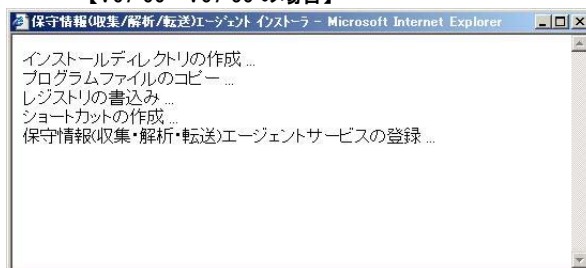 保守情報(収集/解析/転送)エージェント インストーラ - Microsoft Internet Explorer
インストールディレクトリの作成 ...
プログラムファイルのコピー ...
レジストリの書込み ...
ショートカットの作成 ...
保守情報(収集・解析・転送)エージェントサービスの登録 ...